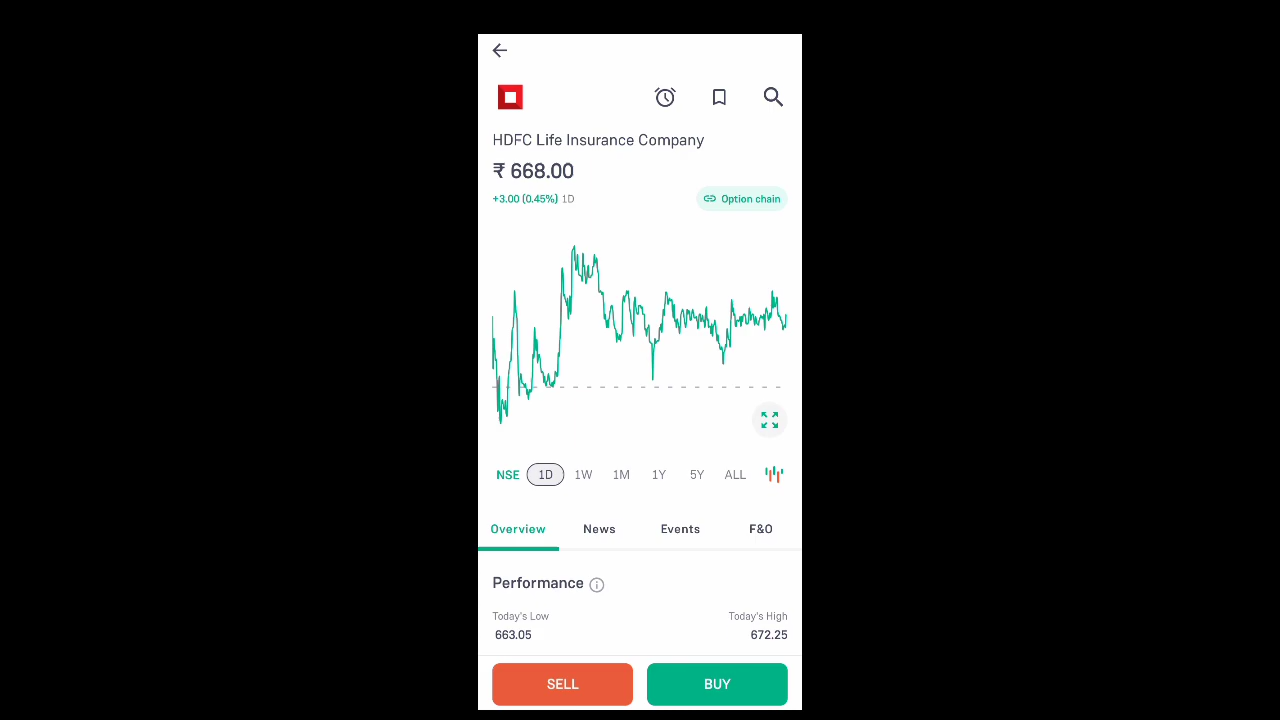 HDFC Life Insurance Company
₹ 668.00
+3.00 (0.45%) 1D
Option chain
NSE 1D 1W 1M 1Y 5Y ALL
Overview News Events F&O
Performance
Today's Low Today's High
663.05 672.25
SELL BUY